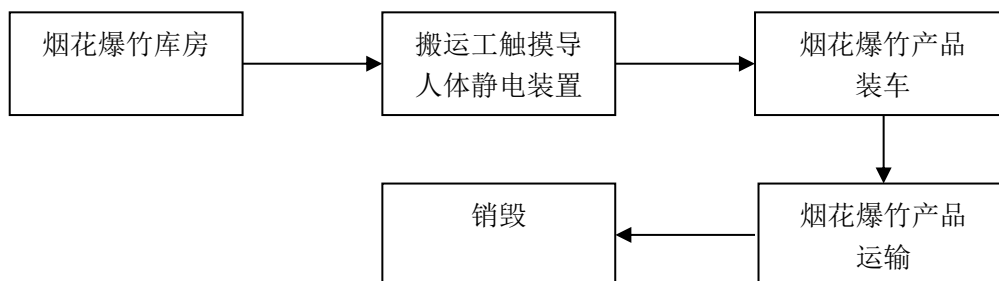 烟花爆竹库房
搬运工触摸导
人体静电装置
烟花爆竹产品
装车
烟花爆竹产品
运输
销毁